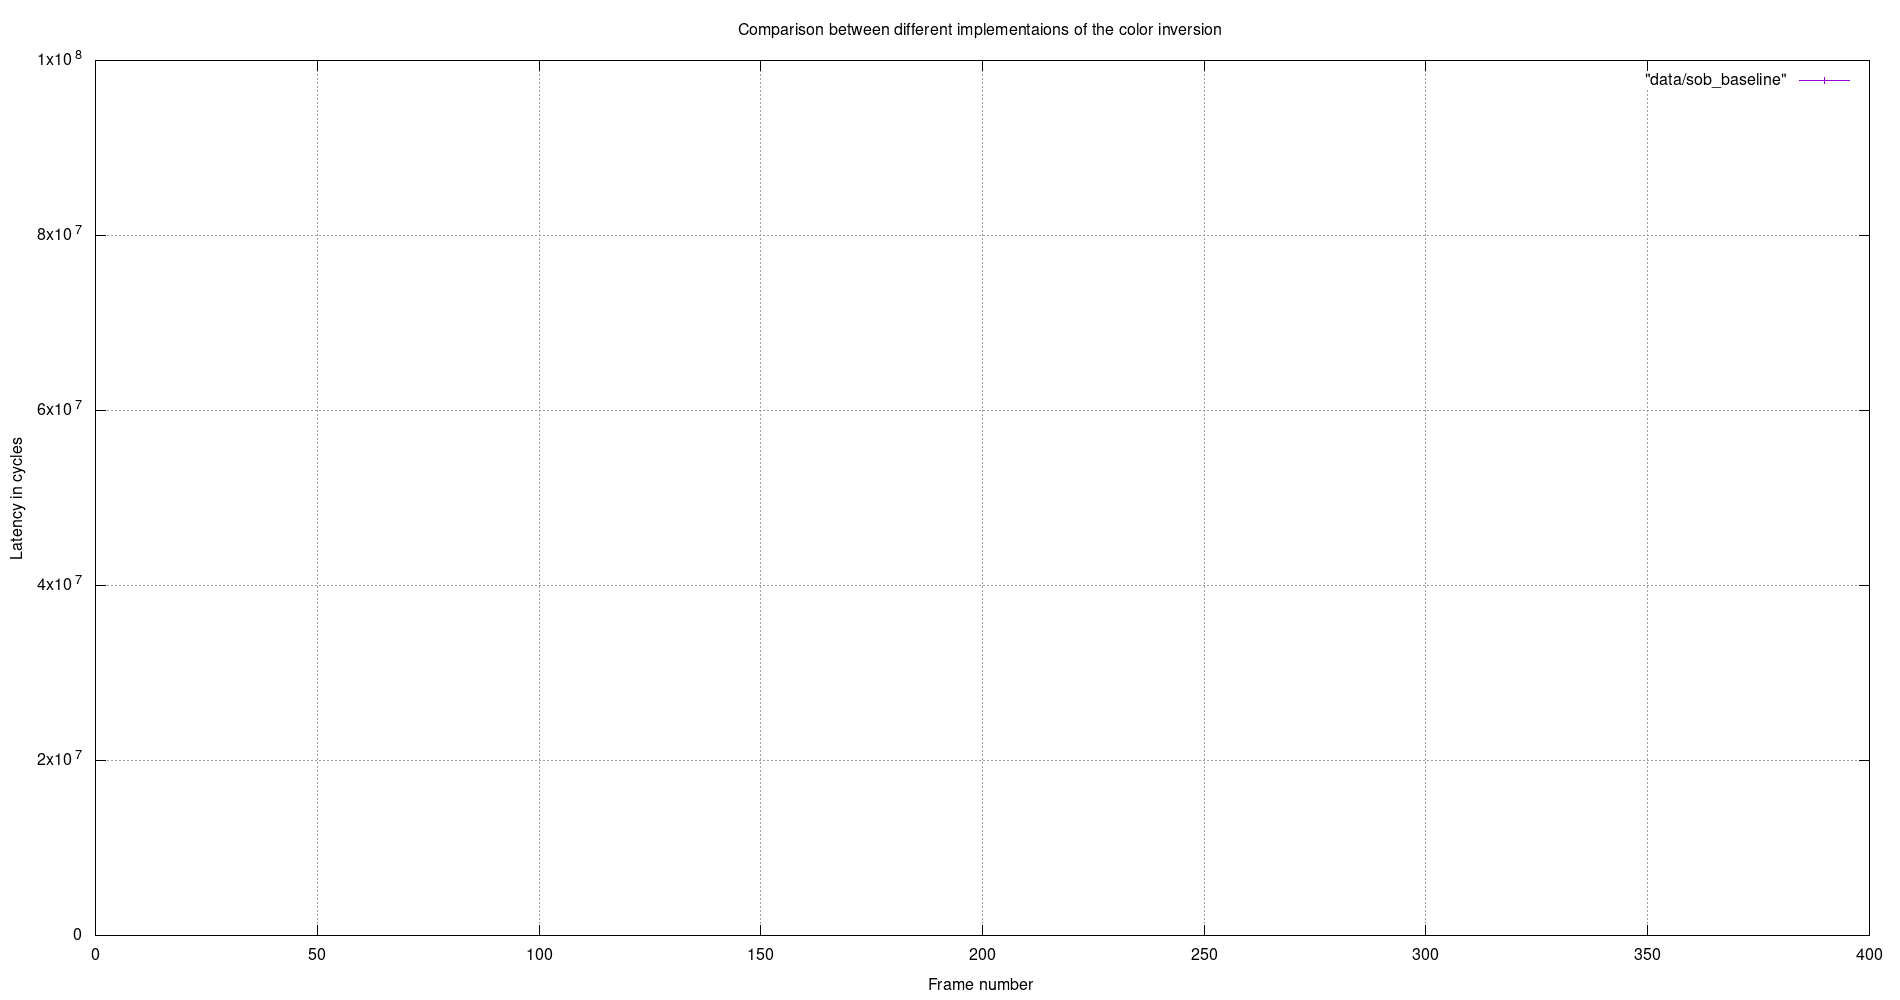 Comparison between different implementaions of the color inversion
1x10^8
"data/sob_baseline"
8x10^7
6x10^7
Latency in cycles
4x10^7
2x10^7
0
0 50 100 150 200 250 300 350 400
Frame number